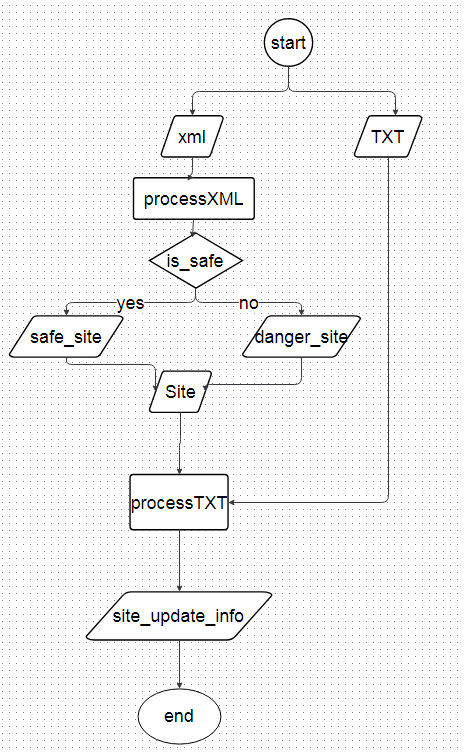 start
xml
TXT
processXML
is_safe
yes
no
safe_site
danger_site
Site
processTXT
site_update_info
end